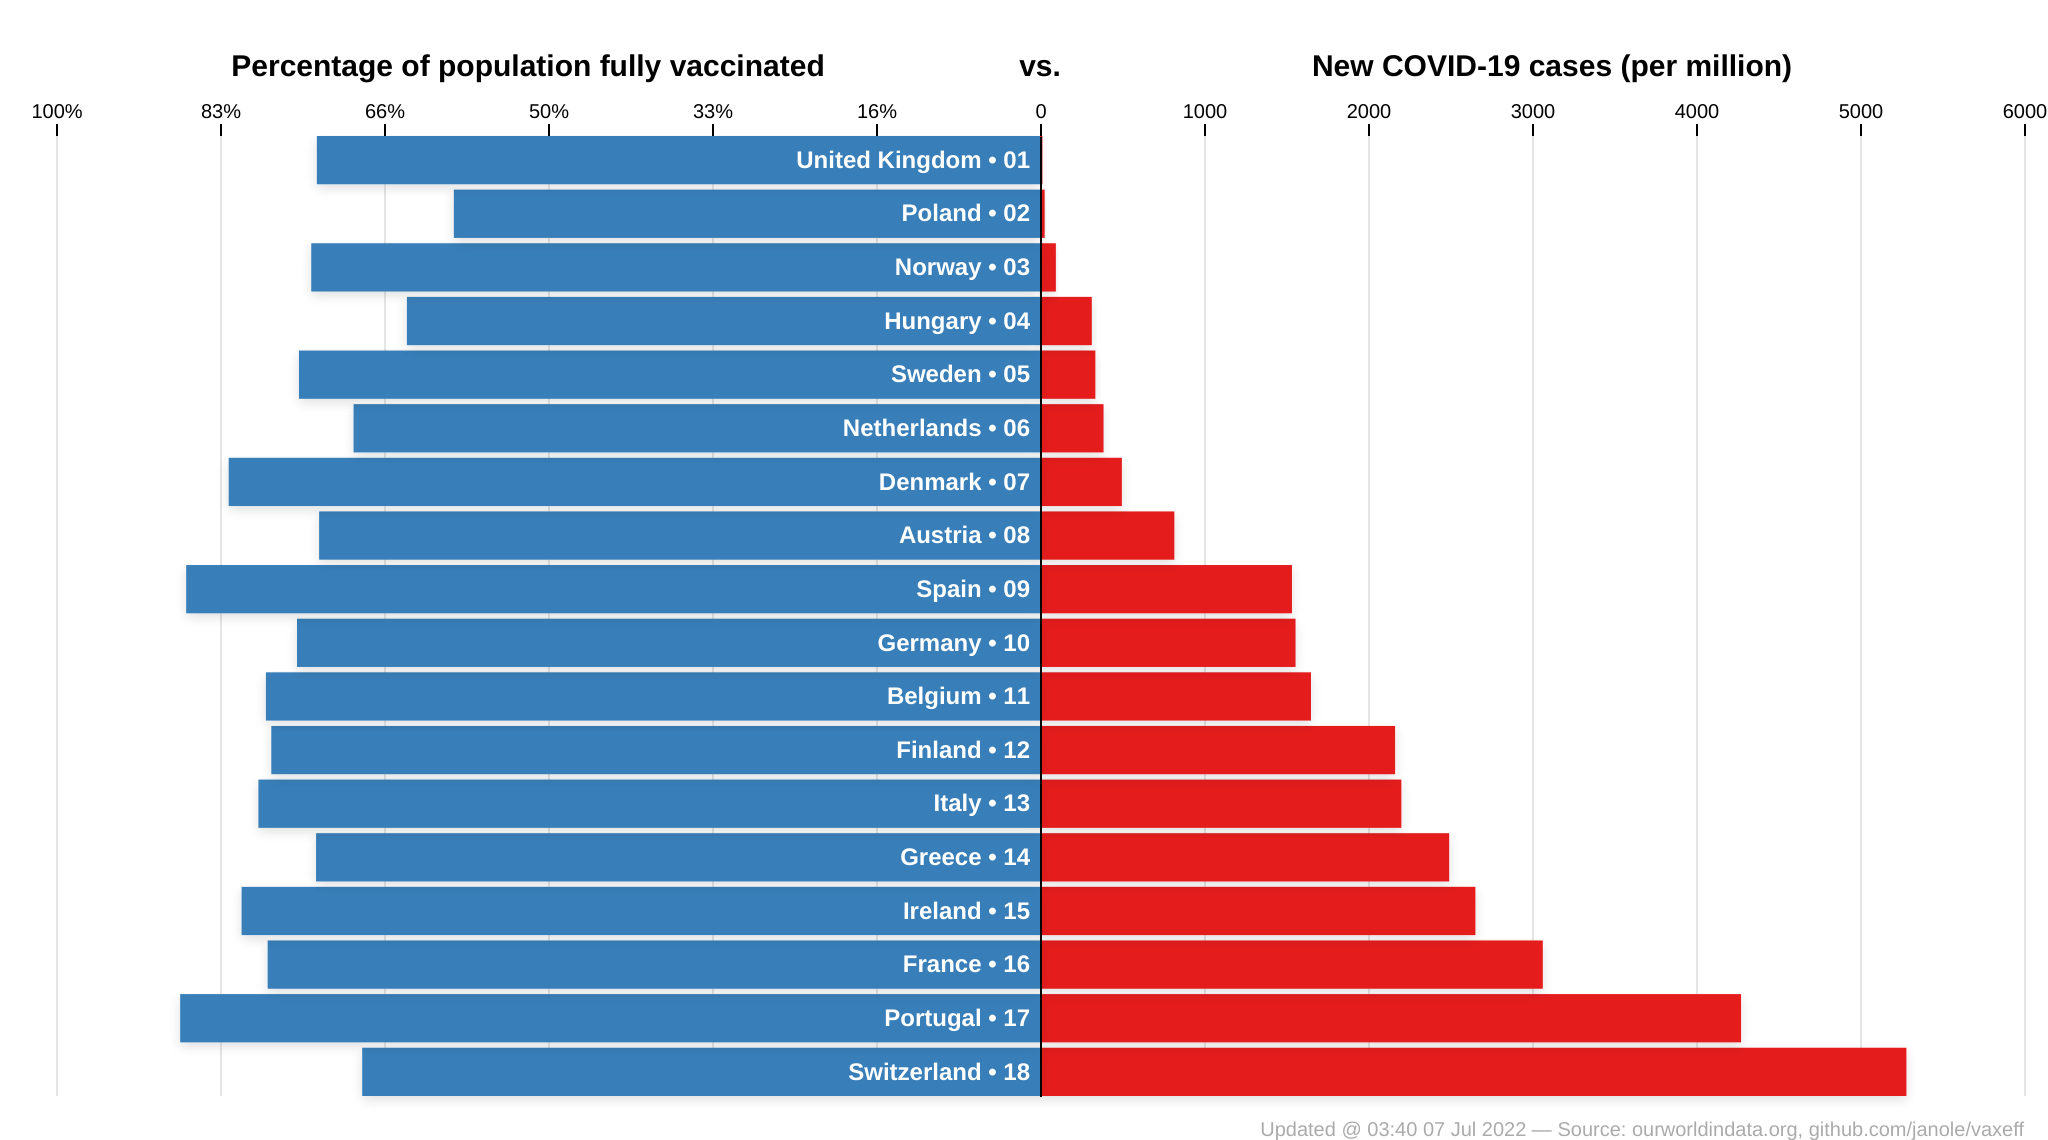 Percentage of population fully vaccinated vs. New COVID-19 cases (per million)
100% 83% 66% 50% 33% 16% 0 1000 2000 3000 4000 5000 6000
United Kingdom • 01
Poland • 02
Norway • 03
Hungary • 04
Sweden • 05
Netherlands • 06
Denmark • 07
Austria • 08
Spain • 09
Germany • 10
Belgium • 11
Finland • 12
Italy • 13
Greece • 14
Ireland • 15
France • 16
Portugal • 17
Switzerland • 18
Updated @ 03:40 07 Jul 2022 — Source: ourworldindata.org, github.com/janole/vaxeff